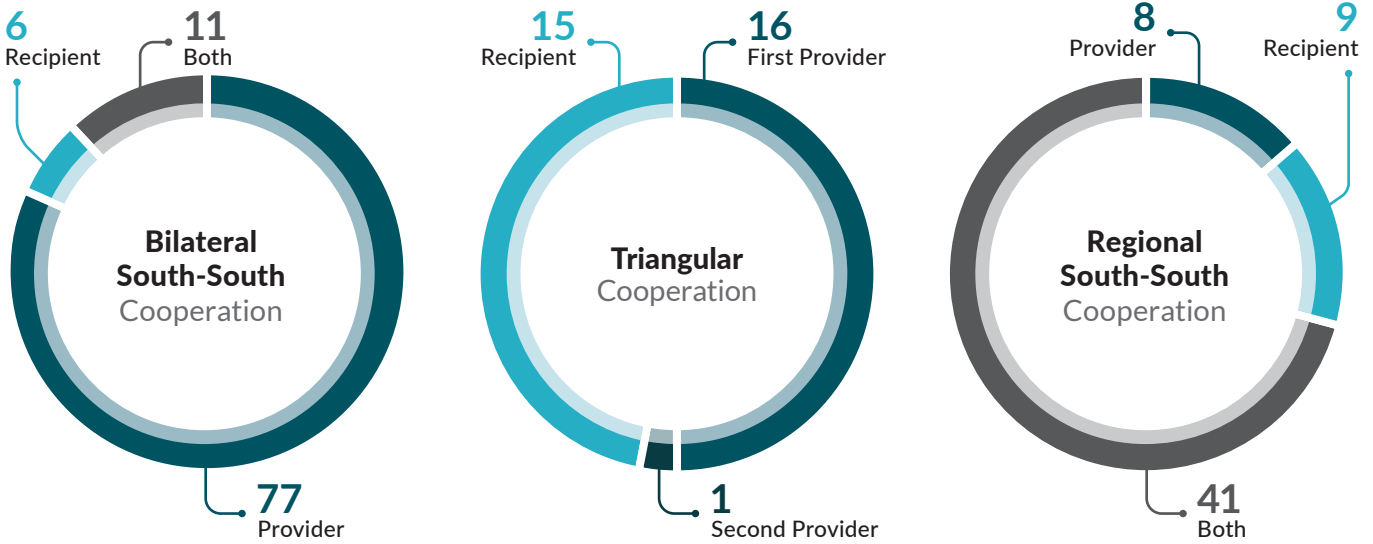 6
Recipient
11
Both
Bilateral
South-South
Cooperation
77
Provider
15
Recipient
16
First Provider
Triangular
Cooperation
1
Second Provider
8
Provider
9
Recipient
Regional
South-South
Cooperation
41
Both